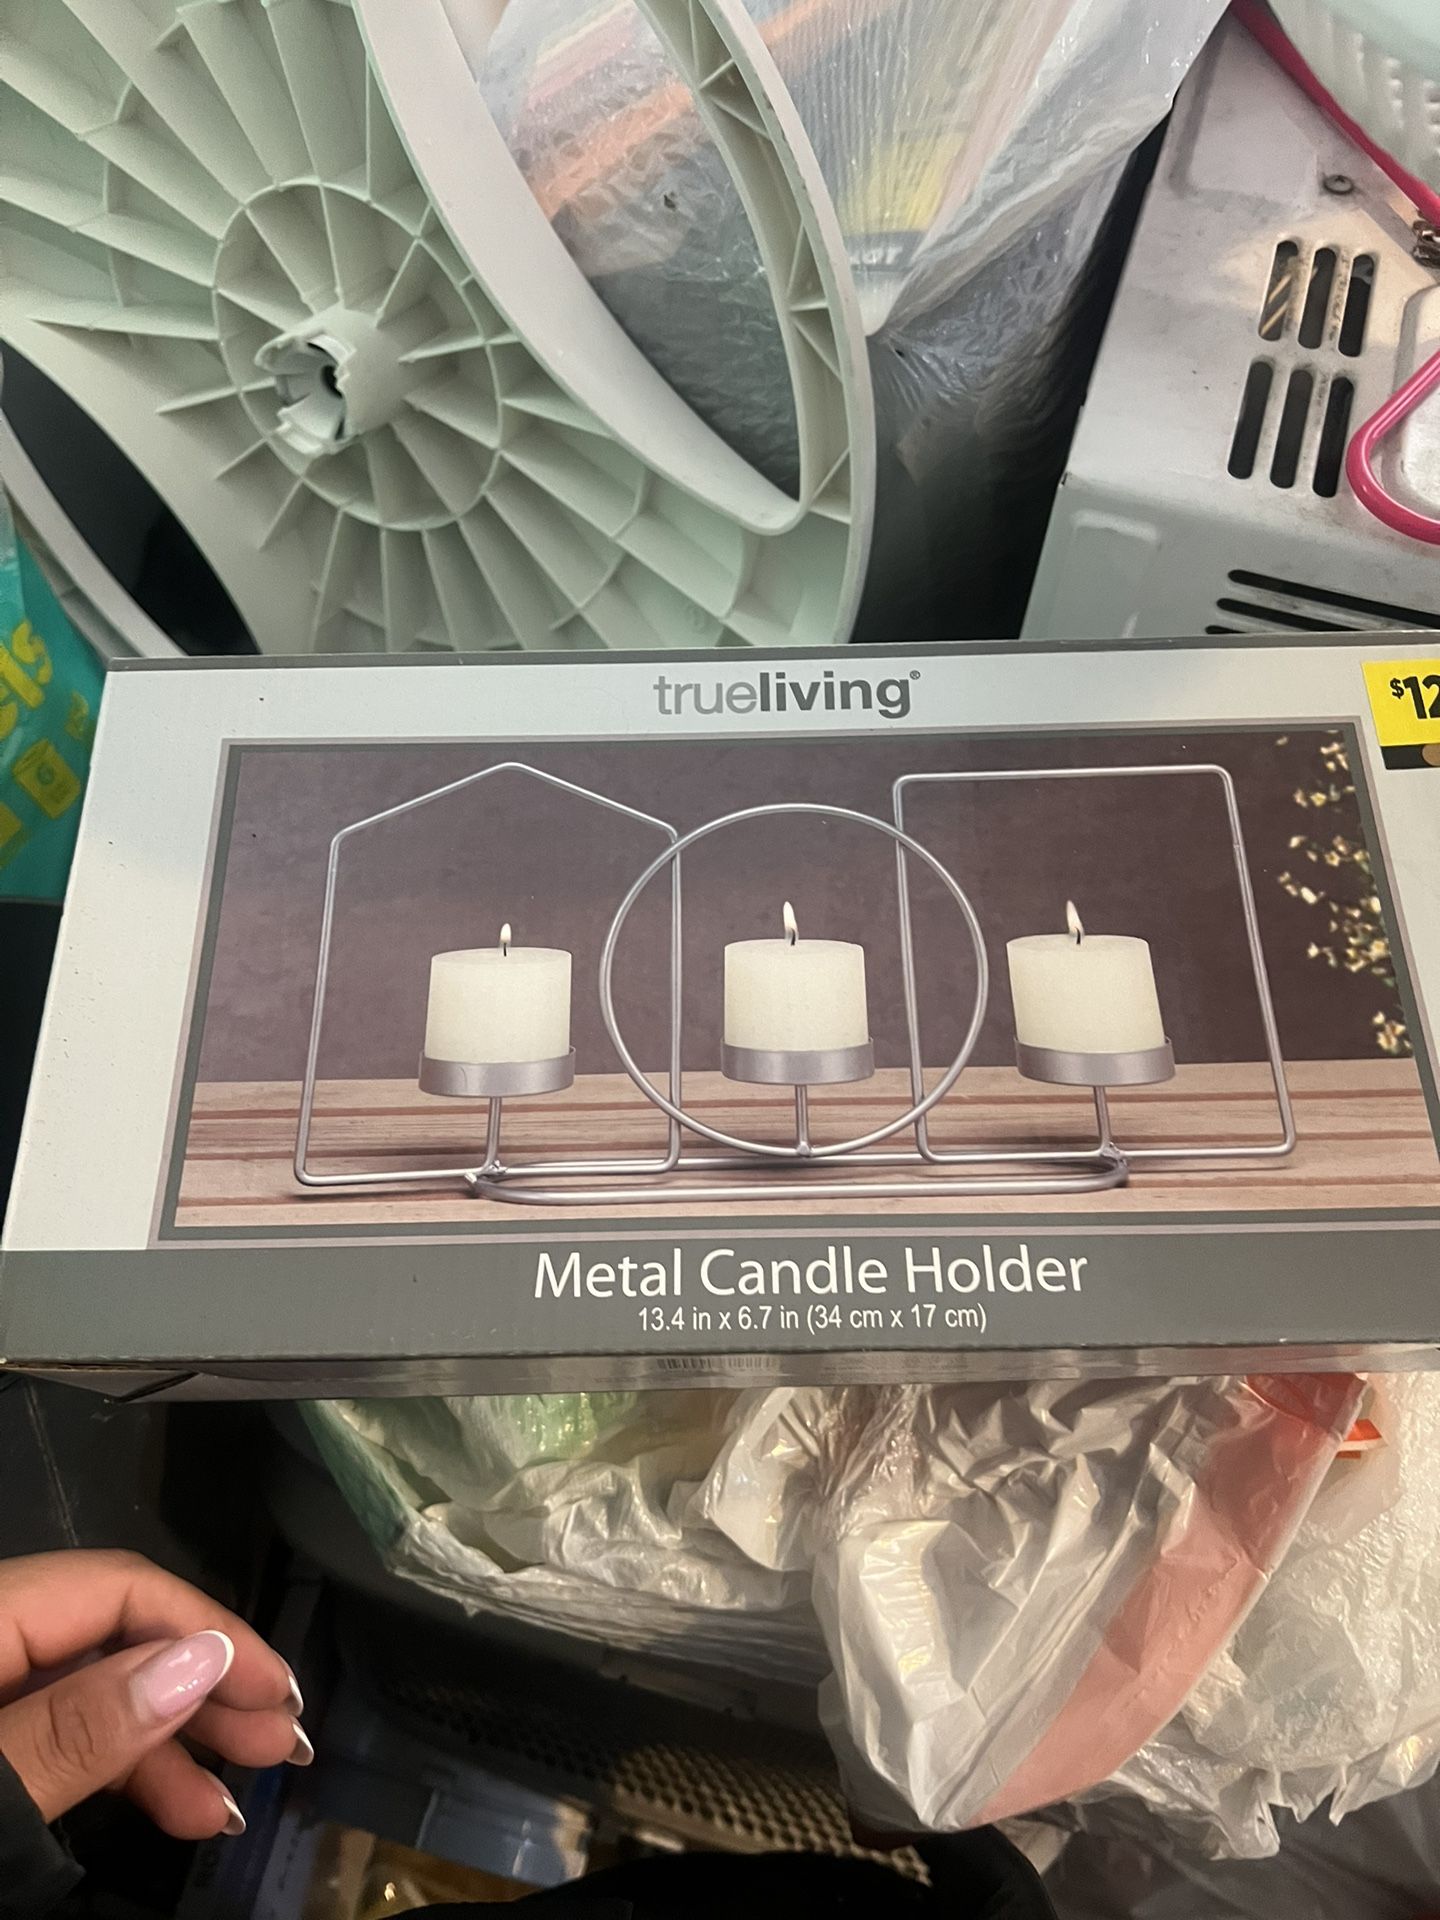 trueliving®
$12
Metal Candle Holder
13.4 in x 6.7 in (34 cm x 17 cm)